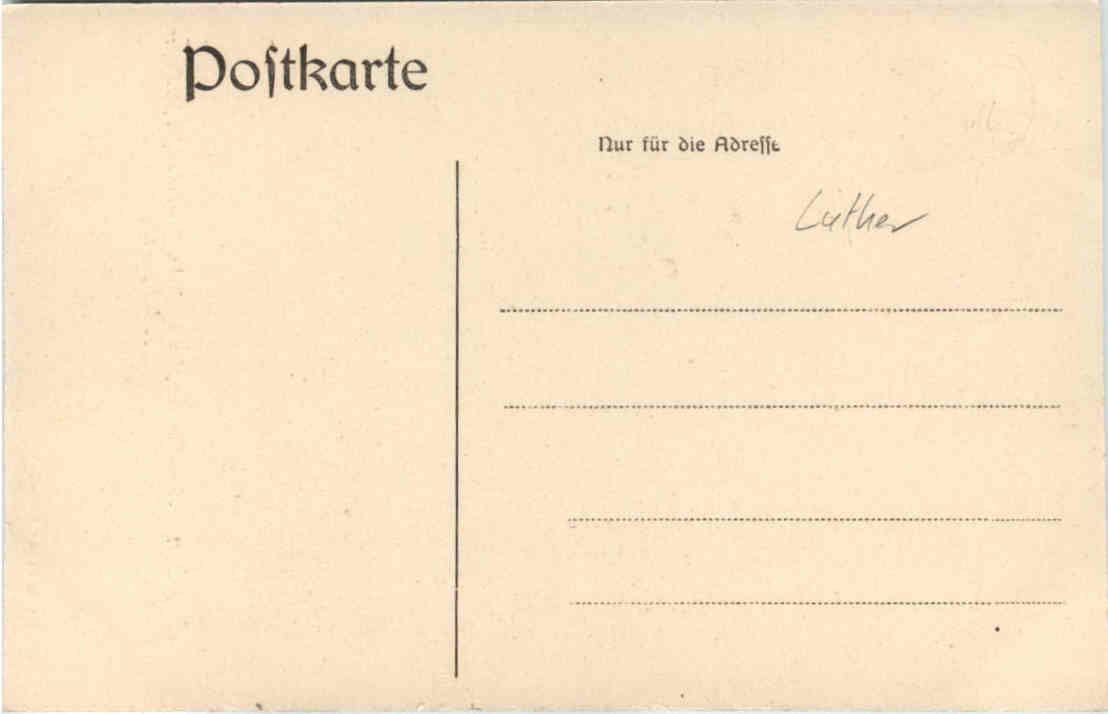 Poſtkarte
Nur für die Adreſſe
Luther